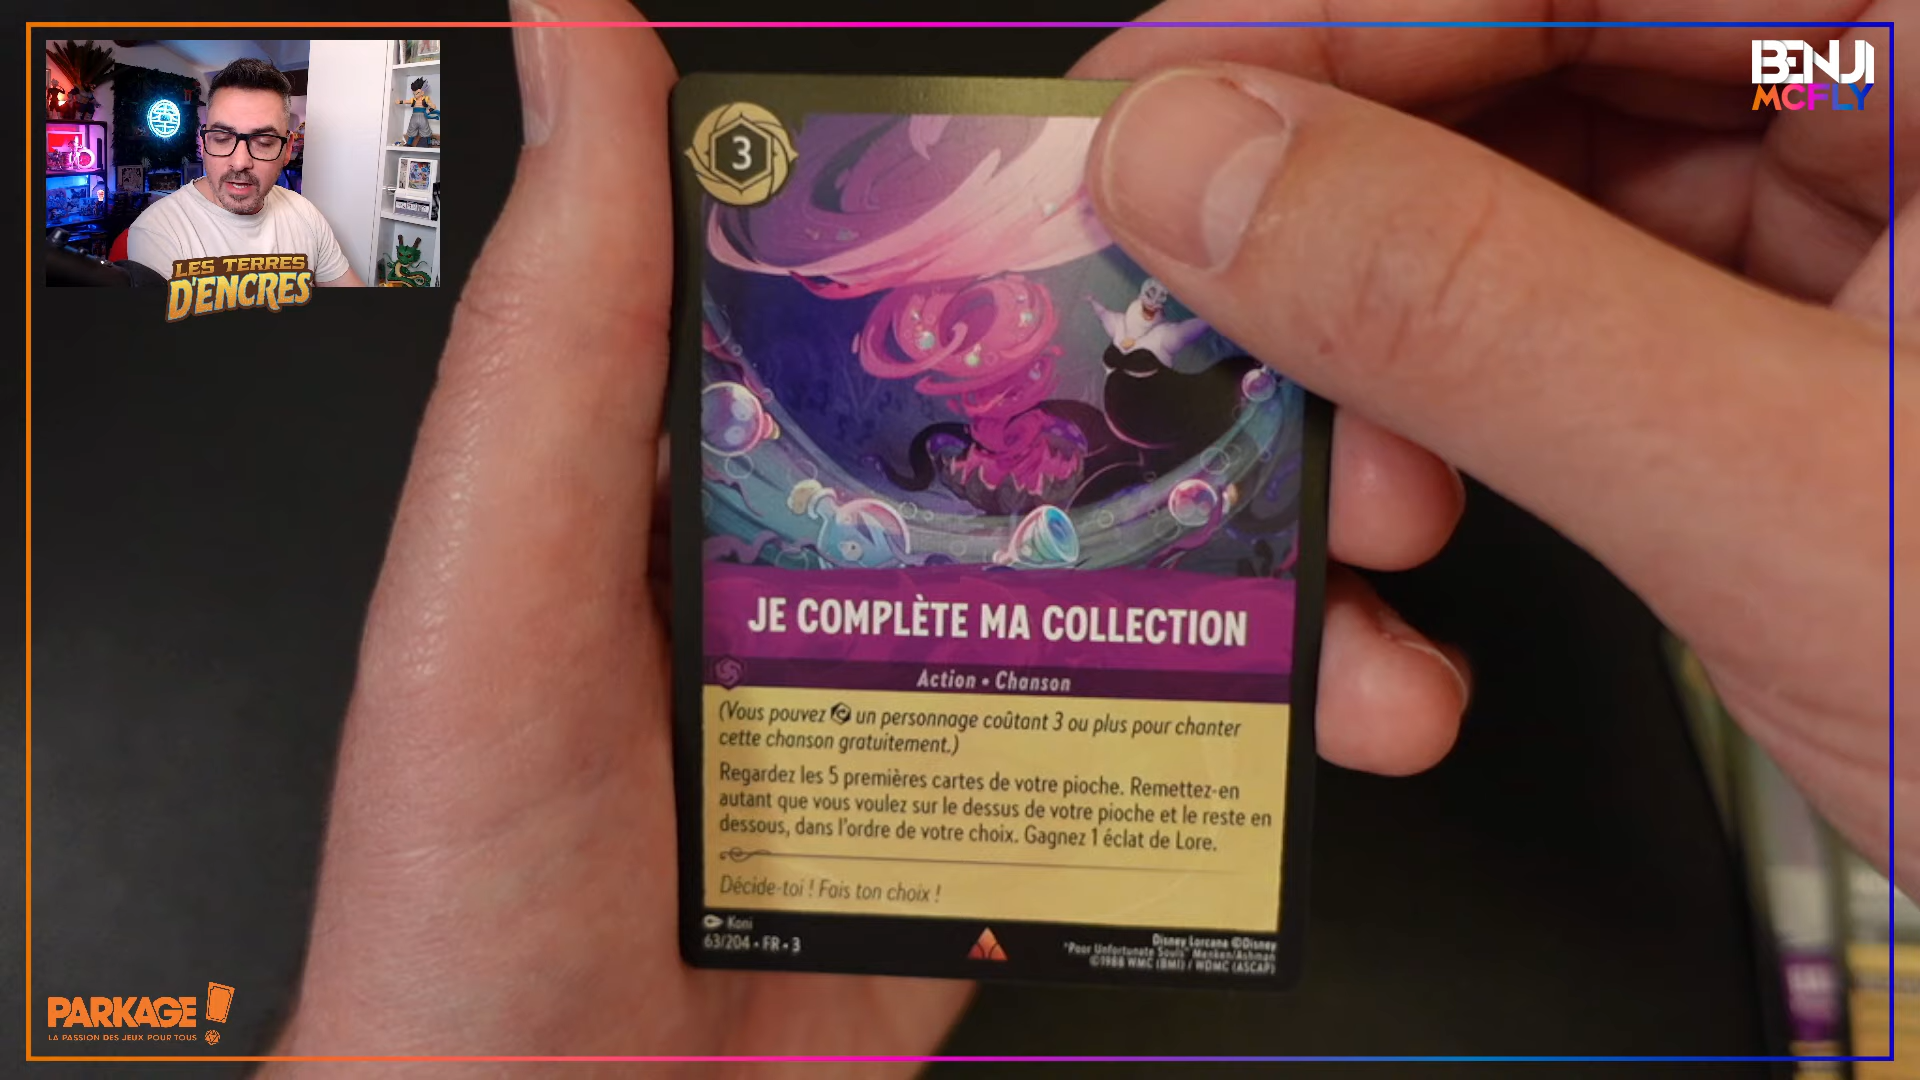 BENJI
MCFLY
LES TERRES
D'ENCRES
3
JE COMPLÈTE MA COLLECTION
Action • Chanson
(Vous pouvez un personnage coûtant 3 ou plus pour chanter
cette chanson gratuitement.)
Regardez les 5 premières cartes de votre pioche. Remettez-en
autant que vous voulez sur le dessus de votre pioche et le reste en
dessous, dans l'ordre de votre choix. Gagnez 1 éclat de Lore.
Décide-toi ! Fais ton choix !
Koni
63/204 • FR • 3
Disney Lorcana ©Disney
"Poor Unfortunate Souls" Menken/Ashman
©1988 WMC (BMI) / WDMC (ASCAP)
PARKAGE
LA PASSION DES JEUX POUR TOUS